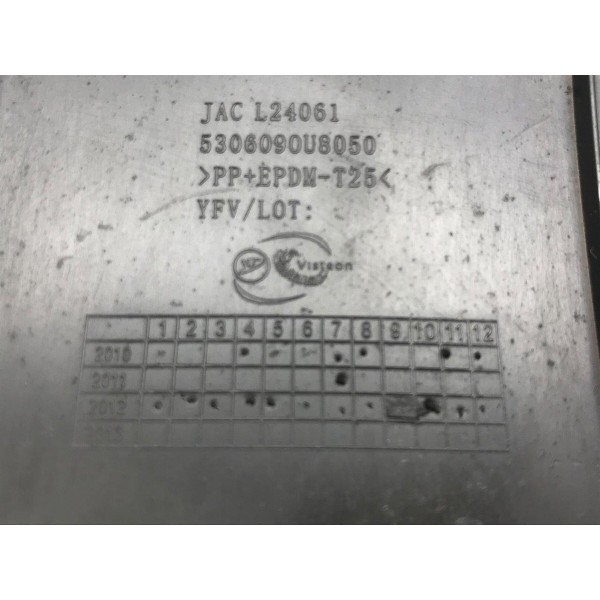 JAC L24061
5306090U8050
>PP+EPDM-T25<
YFV/LOT:
Visteon
1 2 3 4 5 6 7 8 9 10 11 12
2010
2011
2012
2013